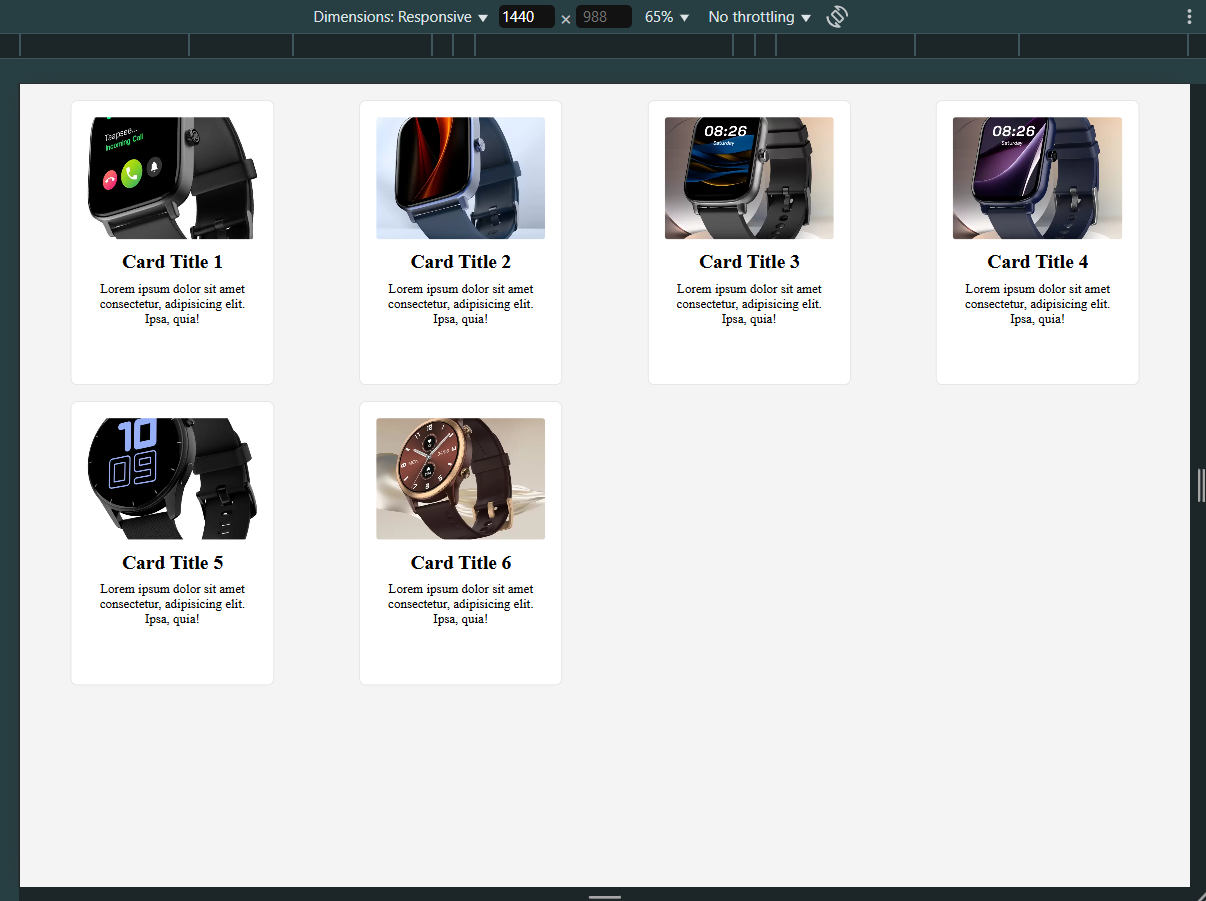 Dimensions: Responsive 1440 × 988 65% No throttling
Teapsee...
Incoming Call
08:26
Saturday
08:26
Saturday
Card Title 1
Card Title 2
Card Title 3
Card Title 4
Lorem ipsum dolor sit amet
consectetur, adipisicing elit.
Ipsa, quia!
Lorem ipsum dolor sit amet
consectetur, adipisicing elit.
Ipsa, quia!
Lorem ipsum dolor sit amet
consectetur, adipisicing elit.
Ipsa, quia!
Lorem ipsum dolor sit amet
consectetur, adipisicing elit.
Ipsa, quia!
10
09
Card Title 5
Card Title 6
Lorem ipsum dolor sit amet
consectetur, adipisicing elit.
Ipsa, quia!
Lorem ipsum dolor sit amet
consectetur, adipisicing elit.
Ipsa, quia!